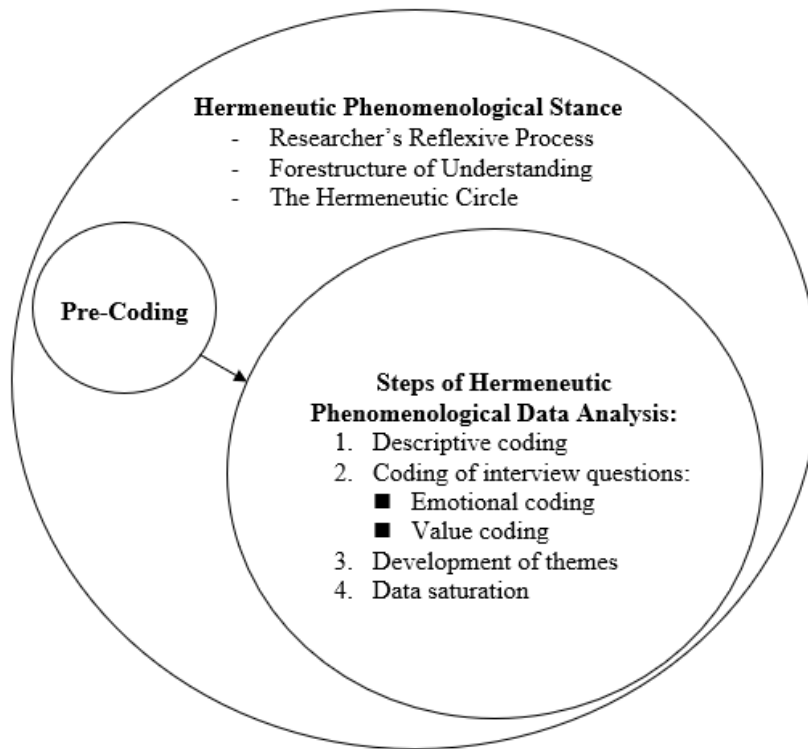 Hermeneutic Phenomenological Stance
- Researcher's Reflexive Process
- Forestructure of Understanding
- The Hermeneutic Circle
Pre-Coding
Steps of Hermeneutic
Phenomenological Data Analysis:
1. Descriptive coding
2. Coding of interview questions:
■ Emotional coding
■ Value coding
3. Development of themes
4. Data saturation